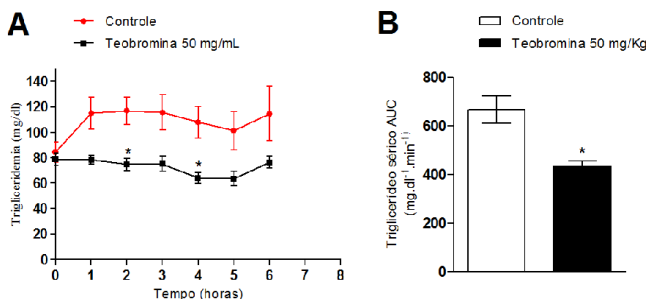 A
Controle
Teobromina 50 mg/mL
Trigliceridemia (mg/dl)
140
120
100
80
60
40
20
0
* *
0 1 2 3 4 5 6 7 8
Tempo (horas)
B
Controle
Teobromina 50 mg/Kg
Triglicerídeo sérico AUC
(mg.dl⁻¹.min⁻¹)
800
600
400
200
0
*